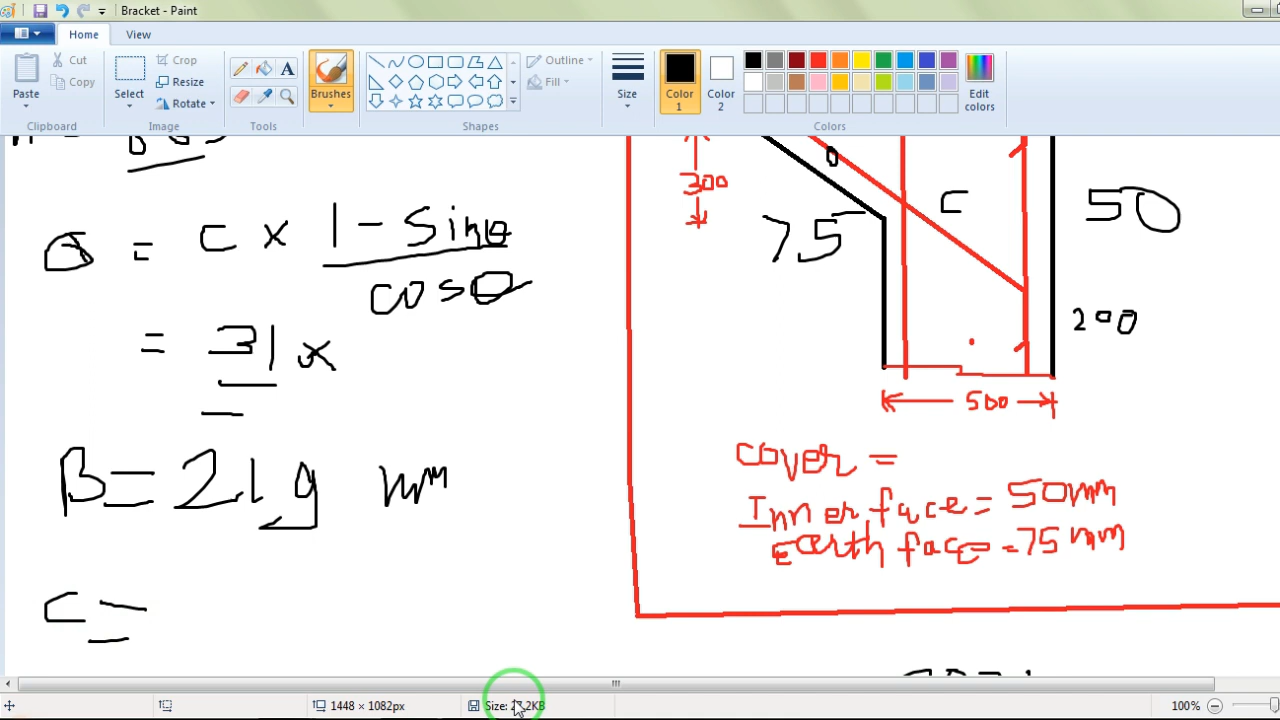 Bracket - Paint
Home View
Paste Cut Copy Clipboard
Select Crop Resize Rotate Image
Tools
Brushes
Shapes Outline Fill
Size
Color 1 Color 2 Edit colors
Colors
= C x 1 - Sinθ
cosθ
= 31 x
B = 219 mm
C =
300
0
C
75
50
200
500
cover =
Inner face = 50mm
Earth face = 75 mm
1448 × 1082px
100%